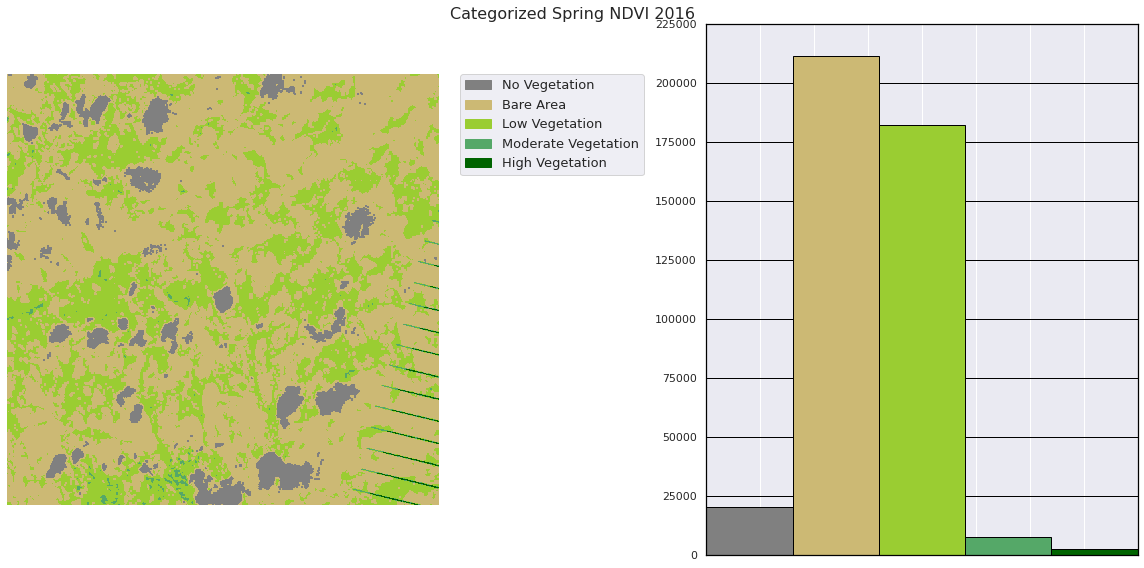 Categorized Spring NDVI 2016
No Vegetation
Bare Area
Low Vegetation
Moderate Vegetation
High Vegetation
225000
200000
175000
150000
125000
100000
75000
50000
25000
0